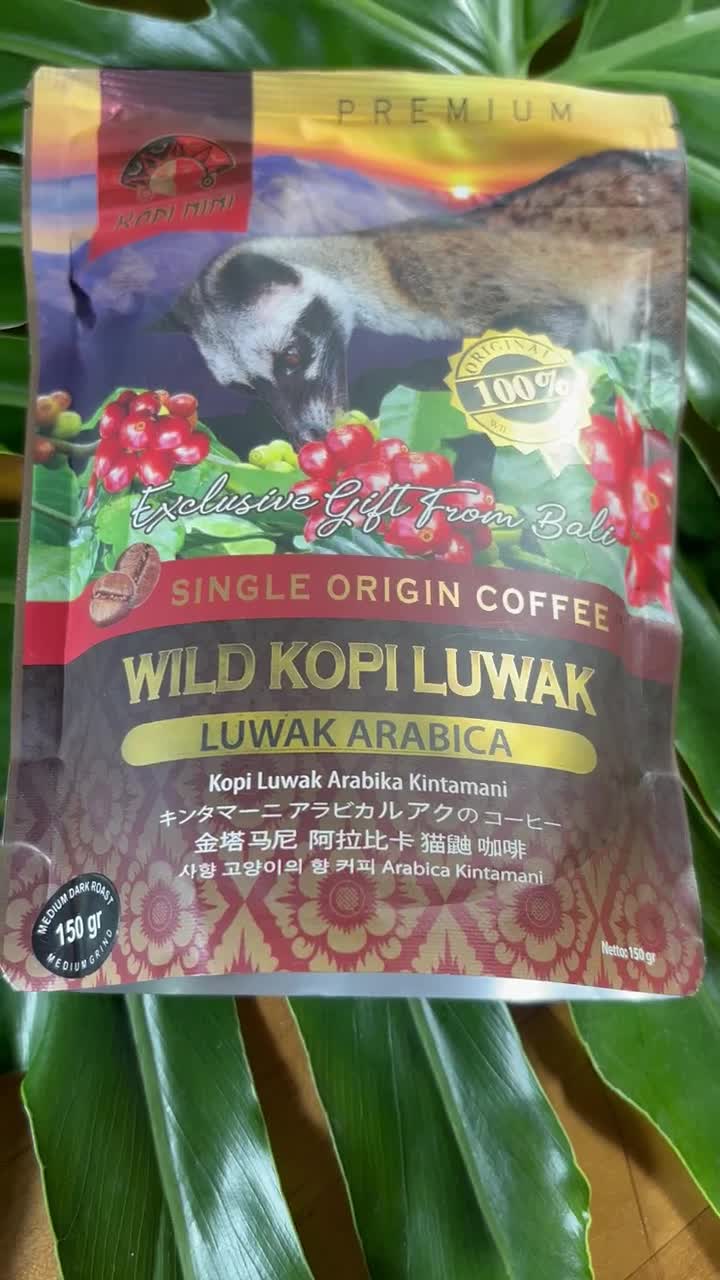 PREMIUM
KOPI NINI
ORIGINAL
100%
Exclusive Gift From Bali
SINGLE ORIGIN COFFEE
WILD KOPI LUWAK
LUWAK ARABICA
Kopi Luwak Arabika Kintamani
キンタマーニ アラビカル アクの コーヒー
金塔马尼 阿拉比卡 猫鼬 咖啡
사향 고양이의 향 커피 Arabica Kintamani
MEDIUM DARK ROAST
150 gr
MEDIUM GRIND
Netto: 150 gr